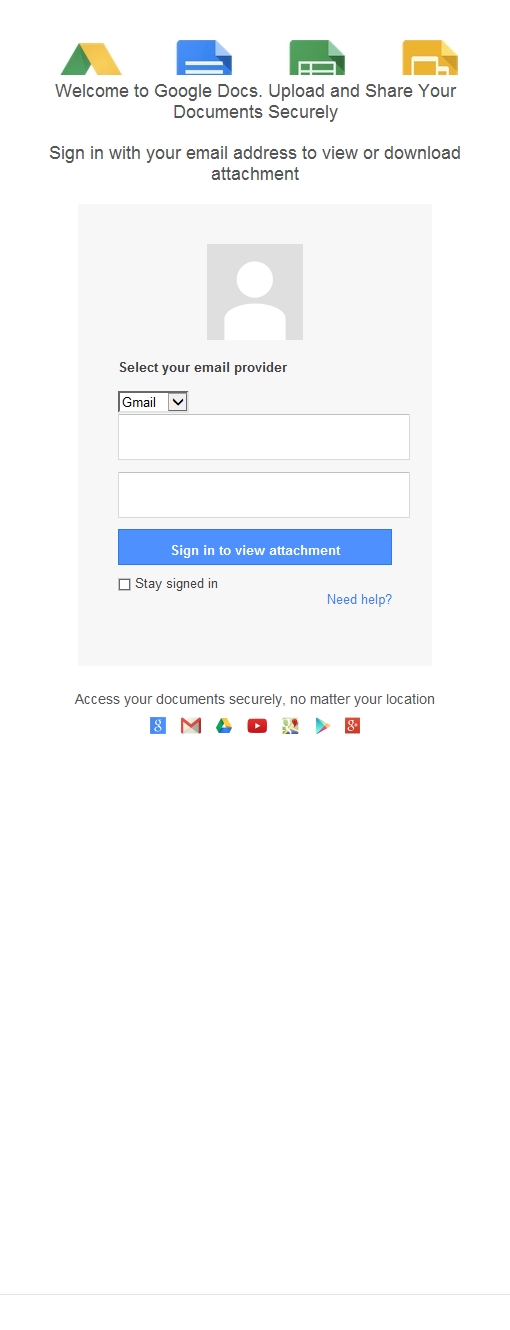 Welcome to Google Docs. Upload and Share Your
Documents Securely
Sign in with your email address to view or download
attachment
Select your email provider
Gmail
Sign in to view attachment
Stay signed in
Need help?
Access your documents securely, no matter your location